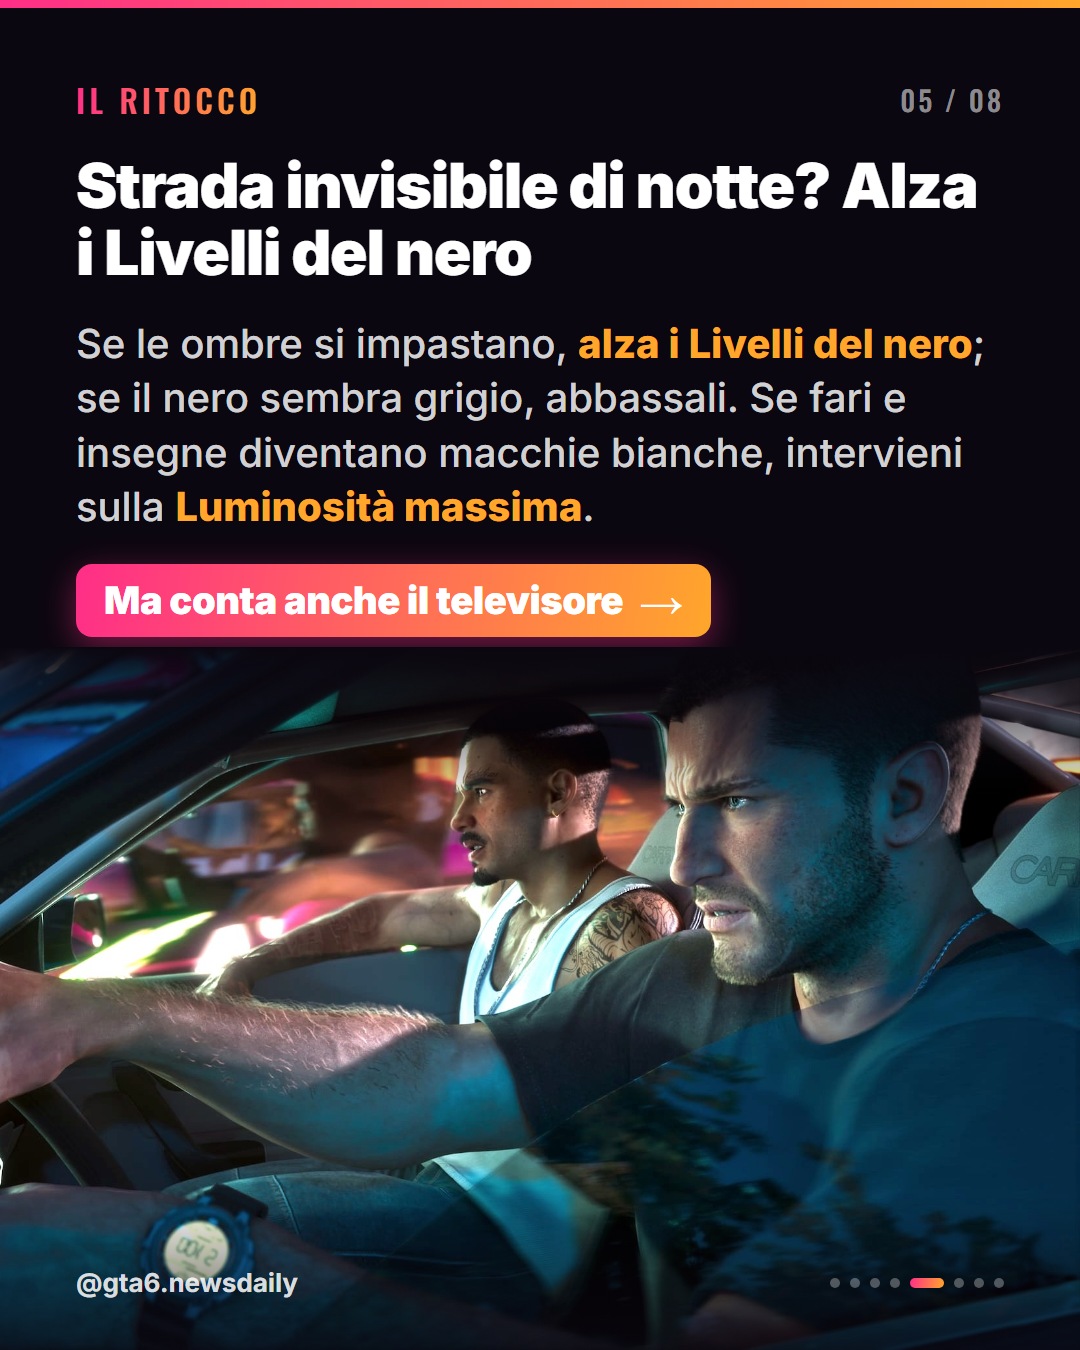 IL RITOCCO
05 / 08
Strada invisibile di notte? Alza
i Livelli del nero
Se le ombre si impastano, alza i Livelli del nero;
se il nero sembra grigio, abbassali. Se fari e
insegne diventano macchie bianche, intervieni
sulla Luminosità massima.
Ma conta anche il televisore →
@gta6.newsdaily